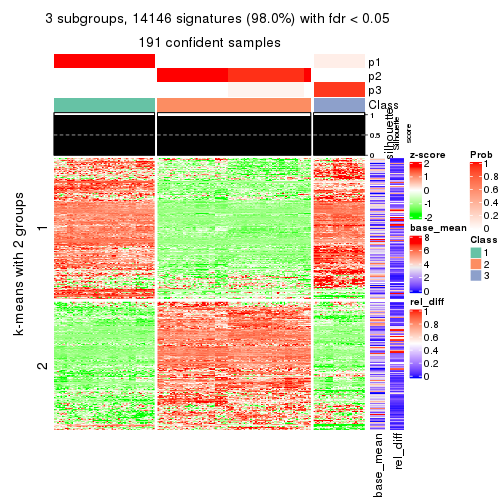 3 subgroups, 14146 signatures (98.0%) with fdr < 0.05
191 confident samples
p1
p2
p3
Class
1
0.5
0
silhouette
Silhouette
score
k-means with 2 groups
1
2
base_mean
rel_diff
z-score
2
1
0
-1
-2
base_mean
8
6
4
2
0
rel_diff
1
0.8
0.6
0.4
0.2
0
Prob
1
0.8
0.6
0.4
0.2
0
Class
1
2
3